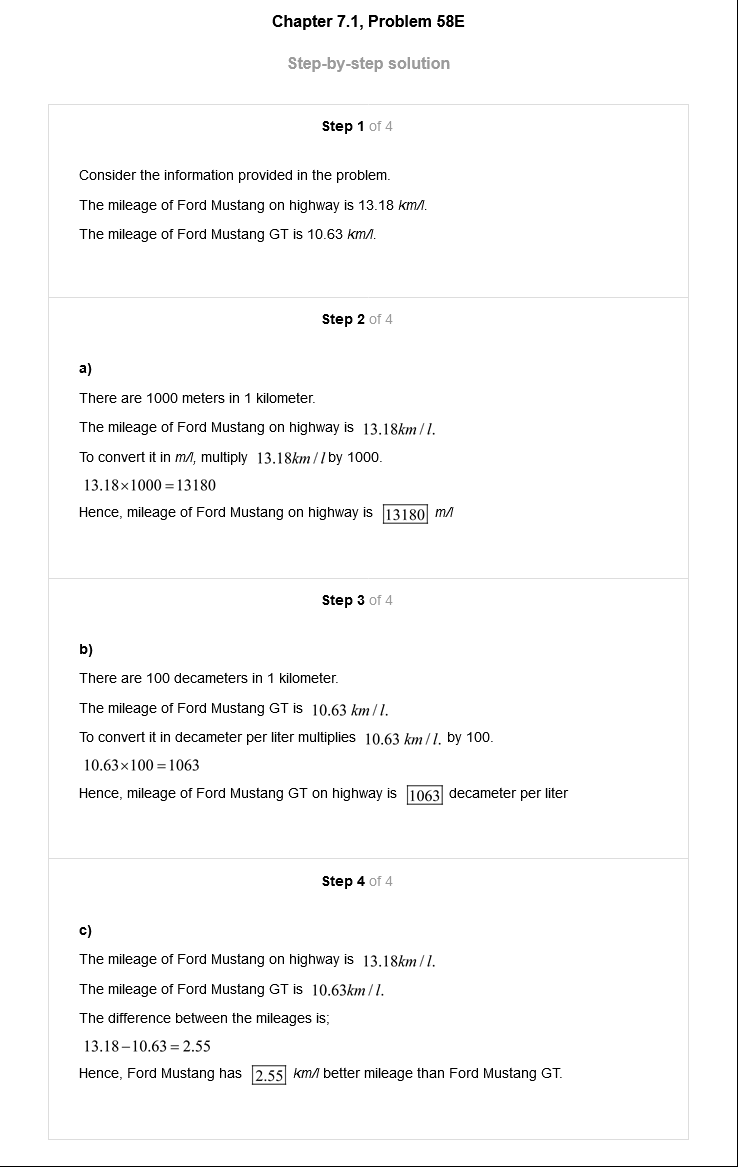 Chapter 7.1, Problem 58E
Step-by-step solution
Step 1 of 4
Consider the information provided in the problem.
The mileage of Ford Mustang on highway is 13.18 km/l.
The mileage of Ford Mustang GT is 10.63 km/l.
Step 2 of 4
a)
There are 1000 meters in 1 kilometer.
The mileage of Ford Mustang on highway is 13.18km / l.
To convert it in m/l, multiply 13.18km / l by 1000.
13.18×1000=13180
Hence, mileage of Ford Mustang on highway is 13180 m/l
Step 3 of 4
b)
There are 100 decameters in 1 kilometer.
The mileage of Ford Mustang GT is 10.63 km / l.
To convert it in decameter per liter multiplies 10.63 km / l. by 100.
10.63×100=1063
Hence, mileage of Ford Mustang GT on highway is 1063 decameter per liter
Step 4 of 4
c)
The mileage of Ford Mustang on highway is 13.18km / l.
The mileage of Ford Mustang GT is 10.63km / l.
The difference between the mileages is;
13.18−10.63=2.55
Hence, Ford Mustang has 2.55 km/l better mileage than Ford Mustang GT.